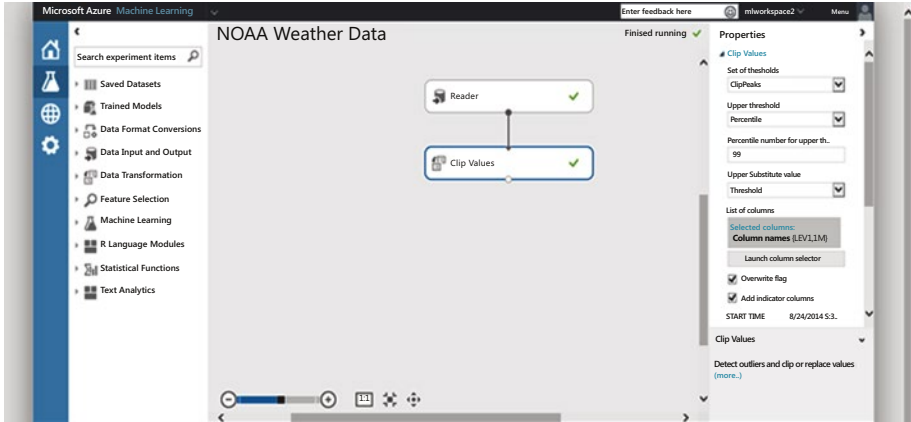 Microsoft Azure Machine Learning
Enter feedback here
mlworkspace2
Menu
Search experiment items
Saved Datasets
Trained Models
Data Format Conversions
Data Input and Output
Data Transformation
Feature Selection
Machine Learning
R Language Modules
Statistical Functions
Text Analytics
NOAA Weather Data
Finised running
Reader
Clip Values
1:1
Properties
Clip Values
Set of thesholds
ClipPeaks
Upper threshold
Percentile
Percentile number for upper th..
99
Upper Substitute value
Threshold
List of columns
Selected columns:
Column names (LEV1,1M)
Launch column selector
Overwrite flag
Add indicator columns
START TIME 8/24/2014 5:3..
Clip Values
Detect outliers and clip or replace values
(more..)